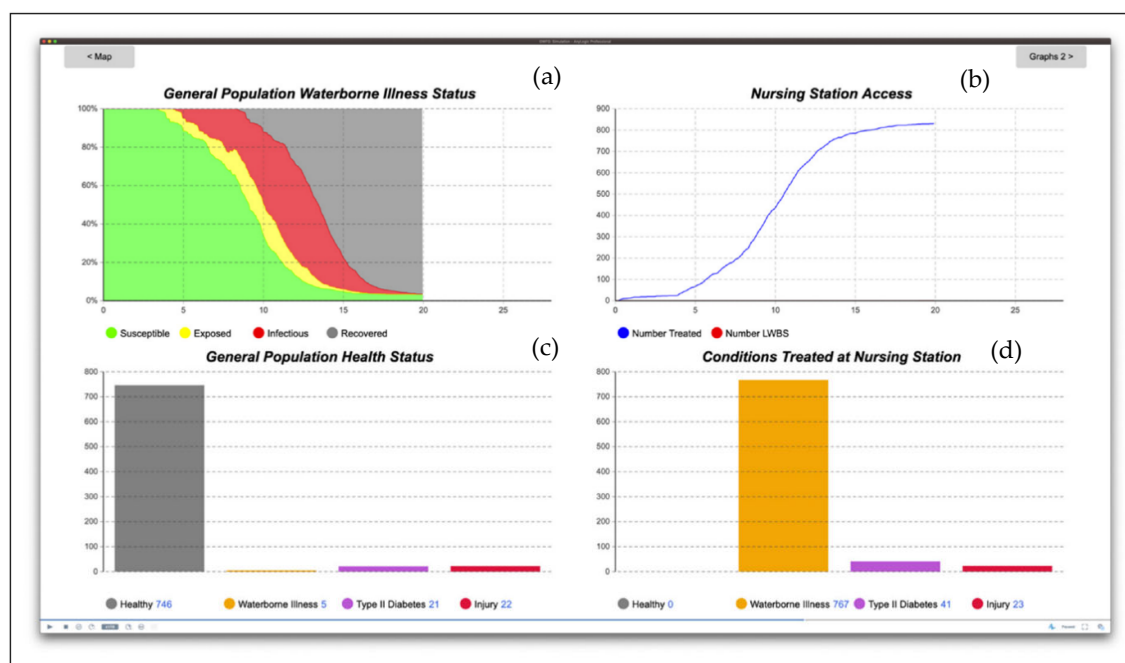 < Map
Graphs 2 >
(a)
General Population Waterborne Illness Status
100%
80%
60%
40%
20%
0%
0 5 10 15 20 25
Susceptible Exposed Infectious Recovered
(b)
Nursing Station Access
900
800
700
600
500
400
300
200
100
0
0 5 10 15 20 25
Number Treated Number LWBS
(c)
General Population Health Status
800
700
600
500
400
300
200
100
0
Healthy 746 Waterborne Illness 5 Type II Diabetes 21 Injury 22
(d)
Conditions Treated at Nursing Station
800
700
600
500
400
300
200
100
0
Healthy 0 Waterborne Illness 767 Type II Diabetes 41 Injury 23
Paused